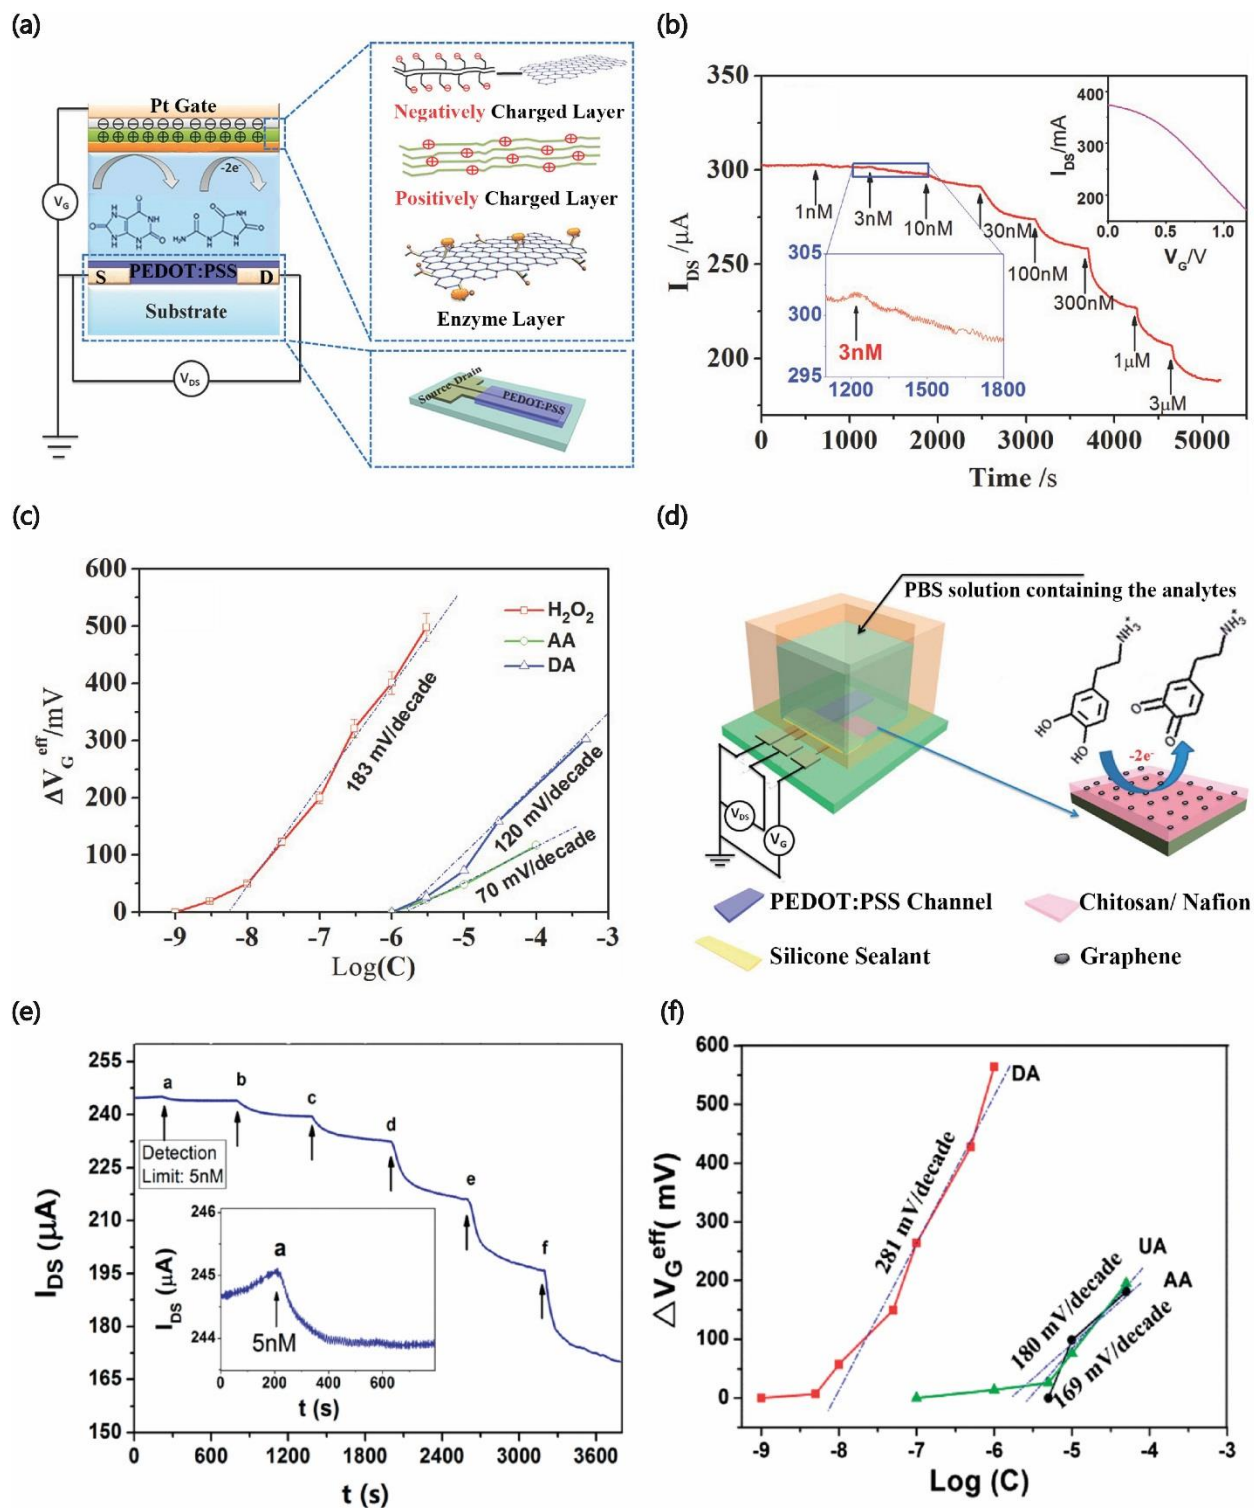 (a)
Pt Gate
-2e⁻
V_G
S
PEDOT:PSS
D
Substrate
V_DS
Negatively Charged Layer
Positively Charged Layer
Enzyme Layer
Source
Drain
PEDOT:PSS
(b)
I_DS /μA
350
300
250
200
0
1000
2000
3000
4000
5000
Time /s
1nM
3nM
10nM
30nM
100nM
300nM
1μM
3μM
305
300
295
1200
1500
1800
3nM
I_DS/mA
400
300
200
0.0
0.5
1.0
V_G/V
(c)
ΔV_G^eff/mV
600
500
400
300
200
100
0
-9
-8
-7
-6
-5
-4
-3
Log(C)
H₂O₂
AA
DA
183 mV/decade
120 mV/decade
70 mV/decade
(d)
PBS solution containing the analytes
NH₃⁺
NH₃⁺
HO
HO
O
O
-2e⁻
V_DS
V_G
PEDOT:PSS Channel
Chitosan/ Nafion
Silicone Sealant
Graphene
(e)
I_DS (μA)
255
240
225
210
195
180
165
150
0
600
1200
1800
2400
3000
3600
t (s)
a
b
c
d
e
f
Detection
Limit: 5nM
I_DS (μA)
246
245
244
0
200
400
600
t (s)
a
5nM
(f)
△V_G^eff( mV)
600
500
400
300
200
100
0
-9
-8
-7
-6
-5
-4
-3
Log (C)
DA
UA
AA
281 mV/decade
180 mV/decade
169 mV/decade